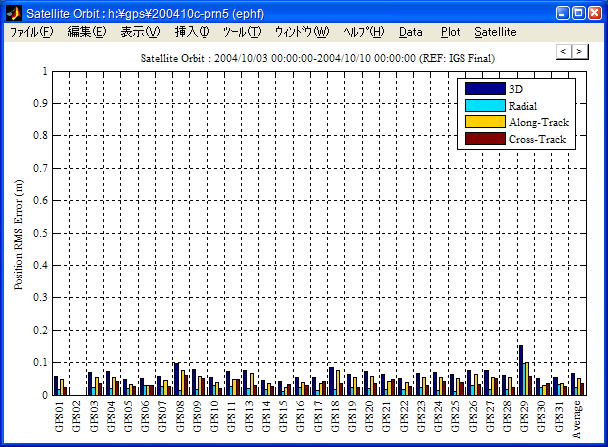 Satellite Orbit : h:¥gps¥200410c-prn5 (ephf)
ﾌｧｲﾙ(F) 編集(E) 表示(V) 挿入(I) ﾂｰﾙ(T) ｳｨﾝﾄﾞｳ(W) ﾍﾙﾌﾟ(H) Data Plot Satellite
< >
Satellite Orbit : 2004/10/03 00:00:00-2004/10/10 00:00:00 (REF: IGS Final)
1
0.9
0.8
0.7
0.6
0.5
0.4
0.3
0.2
0.1
0
Position RMS Error (m)
3D
Radial
Along-Track
Cross-Track
GPS01
GPS02
GPS03
GPS04
GPS05
GPS06
GPS07
GPS08
GPS09
GPS10
GPS11
GPS13
GPS14
GPS15
GPS16
GPS17
GPS18
GPS19
GPS20
GPS21
GPS22
GPS23
GPS24
GPS25
GPS26
GPS27
GPS28
GPS29
GPS30
GPS31
Average